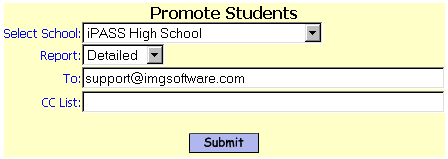 Promote Students
Select School: iPASS High School
Report: Detailed
To: support@imgsoftware.com
CC List:
Submit